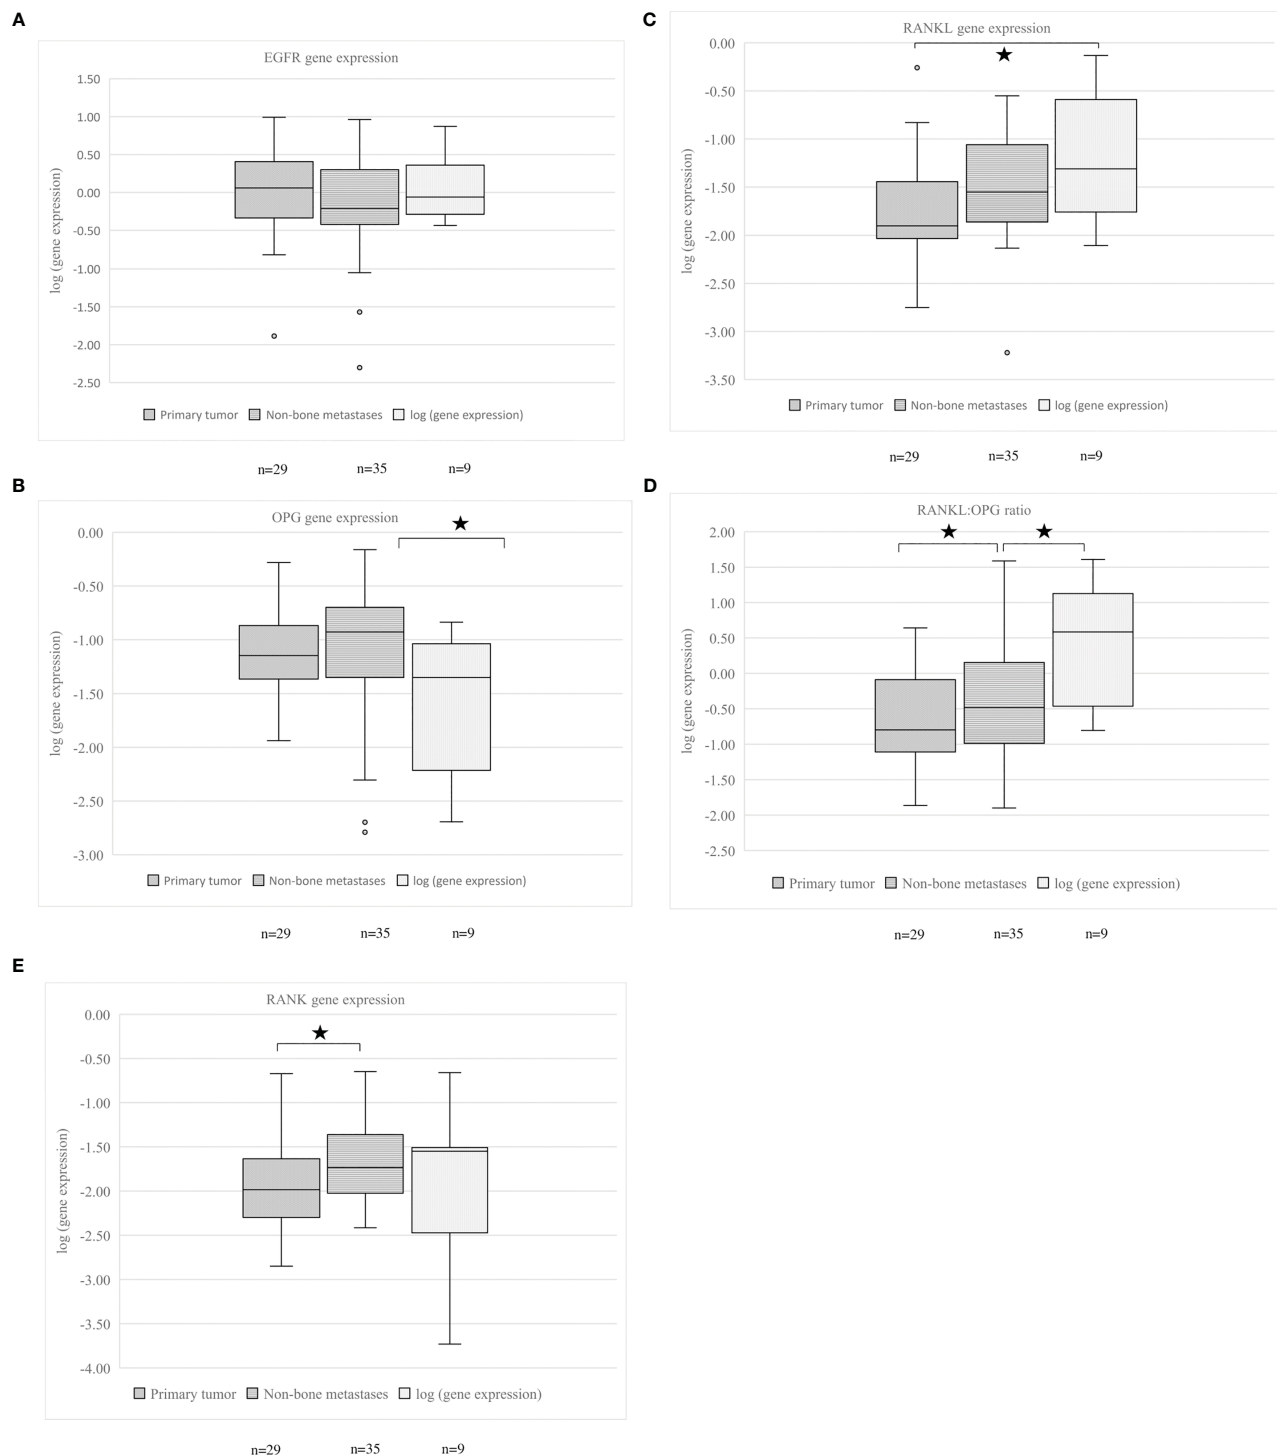 A
EGFR gene expression
log (gene expression)
1.50
1.00
0.50
0.00
-0.50
-1.00
-1.50
-2.00
-2.50
Primary tumor Non-bone metastases log (gene expression)
n=29 n=35 n=9
B
OPG gene expression
log (gene expression)
0.00
-0.50
-1.00
-1.50
-2.00
-2.50
-3.00
Primary tumor Non-bone metastases log (gene expression)
n=29 n=35 n=9
C
RANKL gene expression
log (gene expression)
0.00
-0.50
-1.00
-1.50
-2.00
-2.50
-3.00
-3.50
Primary tumor Non-bone metastases log (gene expression)
n=29 n=35 n=9
D
RANKL:OPG ratio
log (gene expression)
2.00
1.50
1.00
0.50
0.00
-0.50
-1.00
-1.50
-2.00
-2.50
Primary tumor Non-bone metastases log (gene expression)
n=29 n=35 n=9
E
RANK gene expression
log (gene expression)
0.00
-0.50
-1.00
-1.50
-2.00
-2.50
-3.00
-3.50
-4.00
Primary tumor Non-bone metastases log (gene expression)
n=29 n=35 n=9